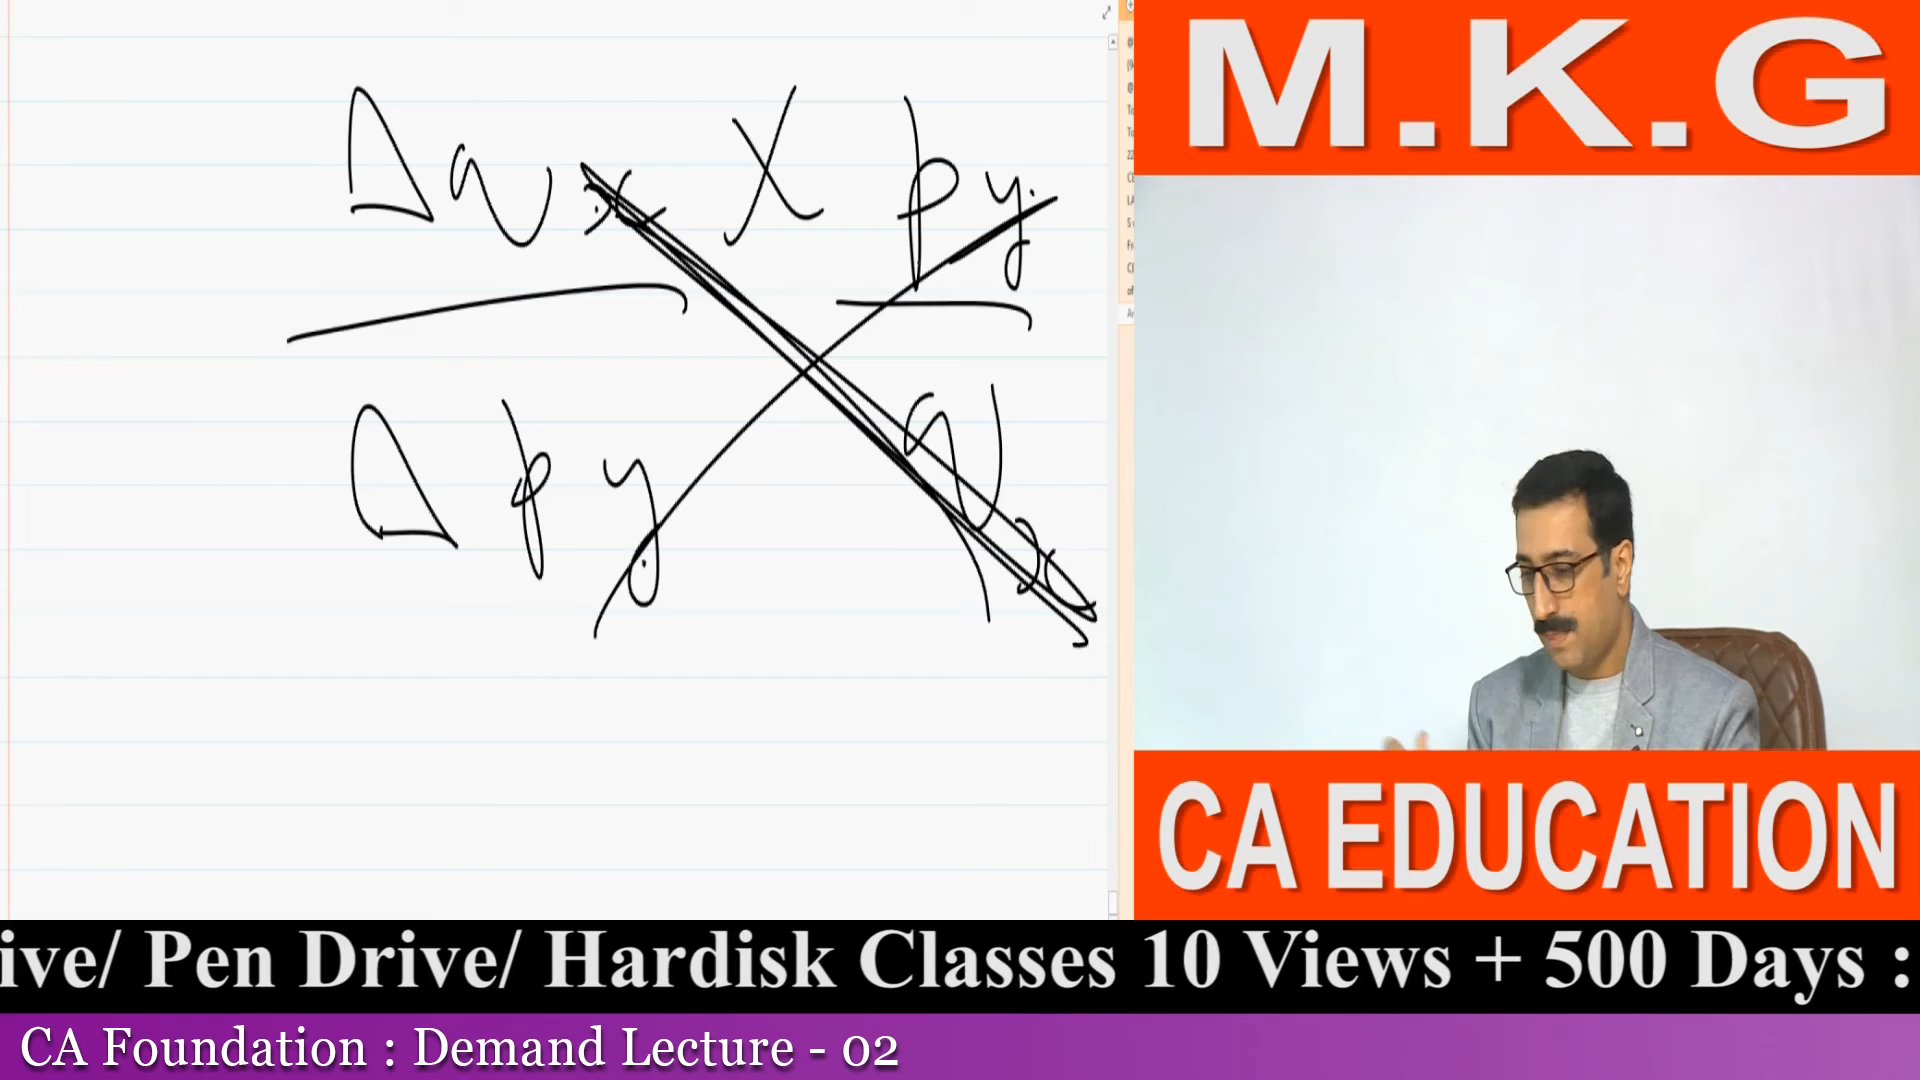 M.K.G
Δqx X py
Δpy qx
CA EDUCATION
ive/ Pen Drive/ Hardisk Classes 10 Views + 500 Days :
CA Foundation : Demand Lecture - 02